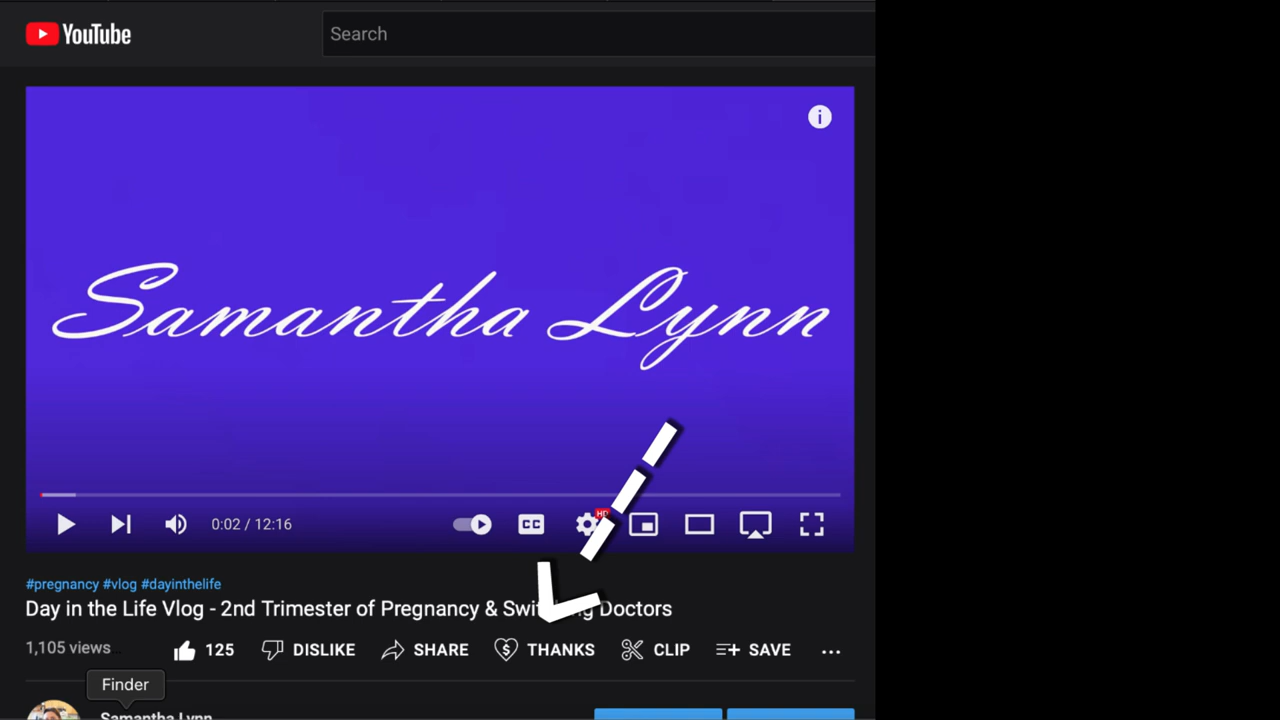 YouTube
Search
i
Samantha Lynn
0:02 / 12:16
CC
HD
#pregnancy #vlog #dayinthelife
Day in the Life Vlog - 2nd Trimester of Pregnancy & Doctors
1,105 views
125
DISLIKE
SHARE
$ THANKS
CLIP
SAVE
...
Finder
Samantha Lynn